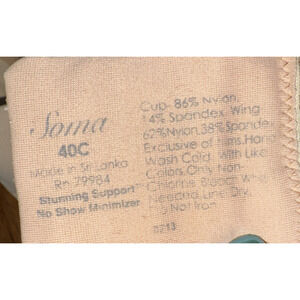 Soma
40C
Made in Sri Lanka
Rn 79984
Stunning Support
No Show Minimizer
Cup: 86% Nylon,
14% Spandex, Wing
62%Nylon,38%Spandex
Exclusive of Trims.Hand
Wash Cold, With Like
Colors.Only Non-
Chlorine Bleach When
Needed.Line Dry.
Do Not Iron
0213